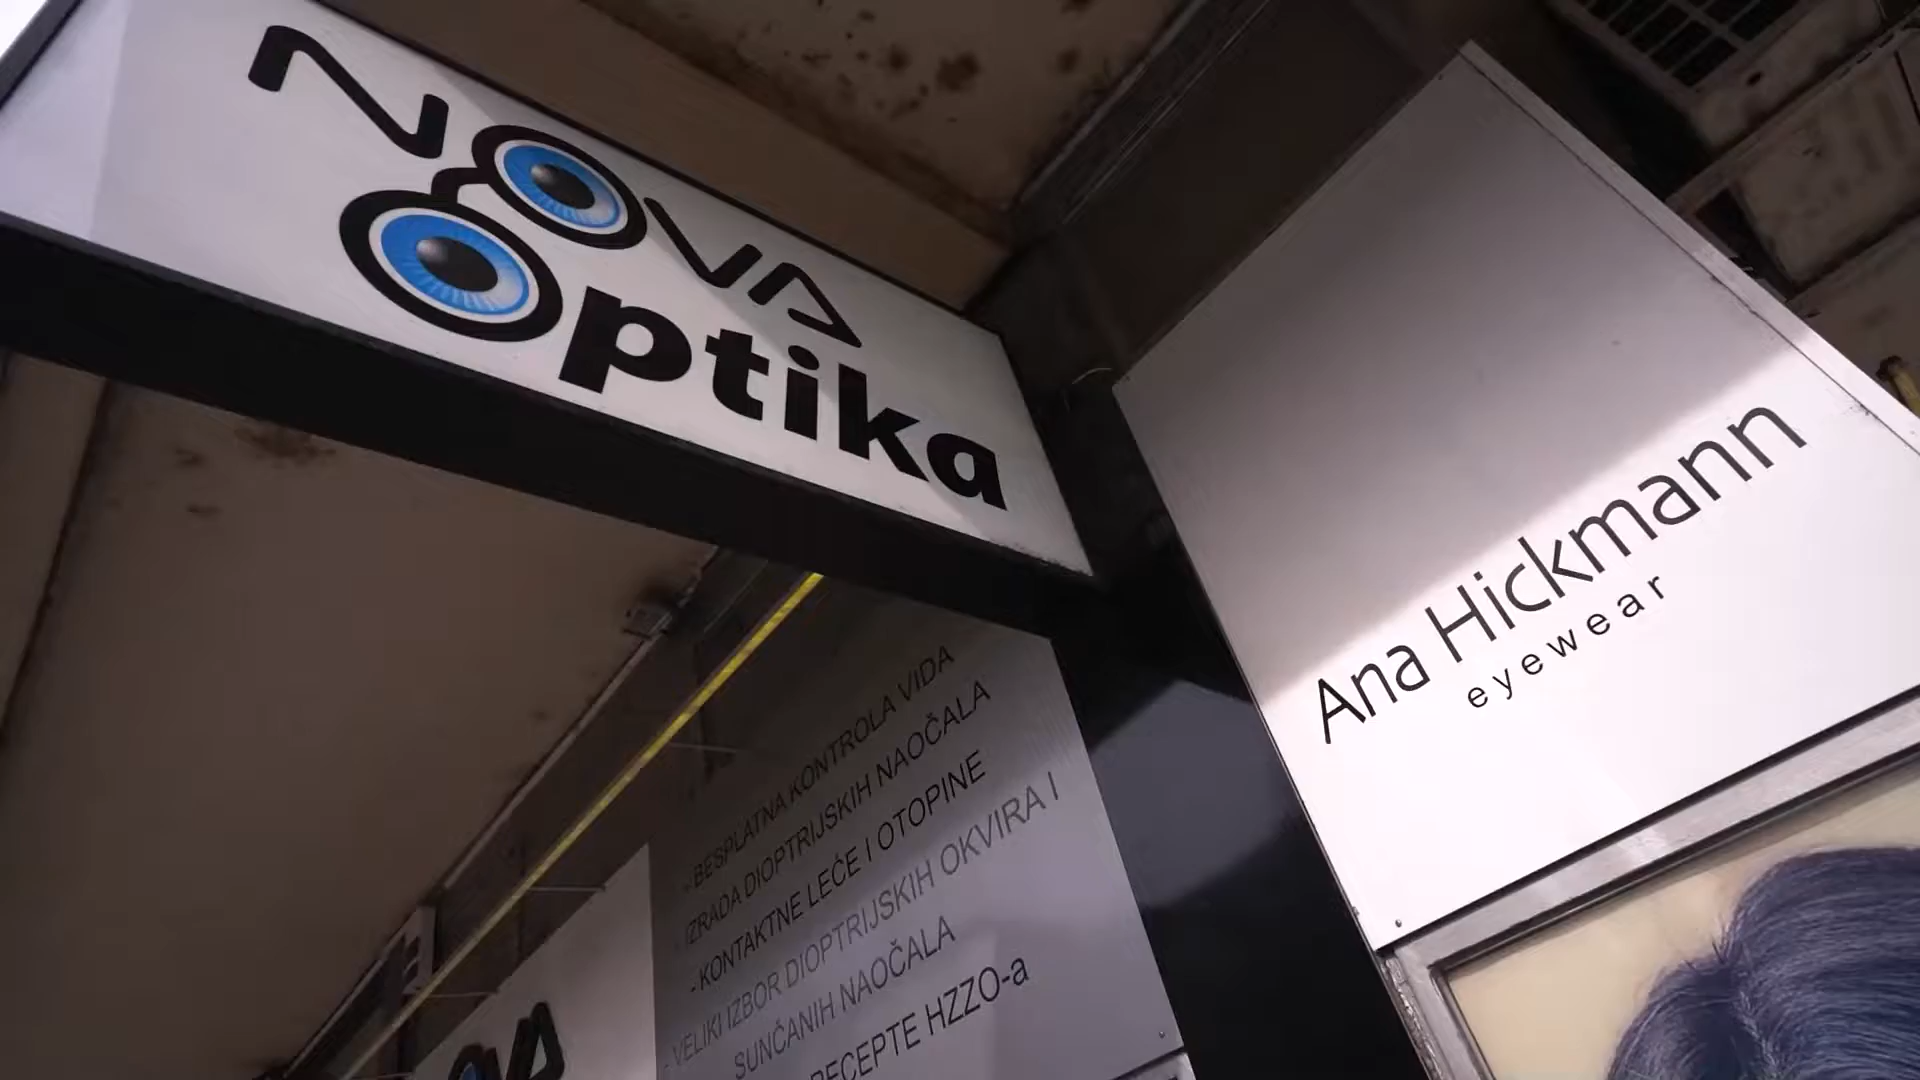 NOVA
Optika
Ana Hickmann
eyewear
- BESPLATNA KONTROLA VIDA
- IZRADA DIOPTRIJSKIH NAOČALA
- KONTAKTNE LEĆE I OTOPINE
- VELIKI IZBOR DIOPTRIJSKIH OKVIRA I
SUNČANIH NAOČALA
RECEPTE HZZO-a